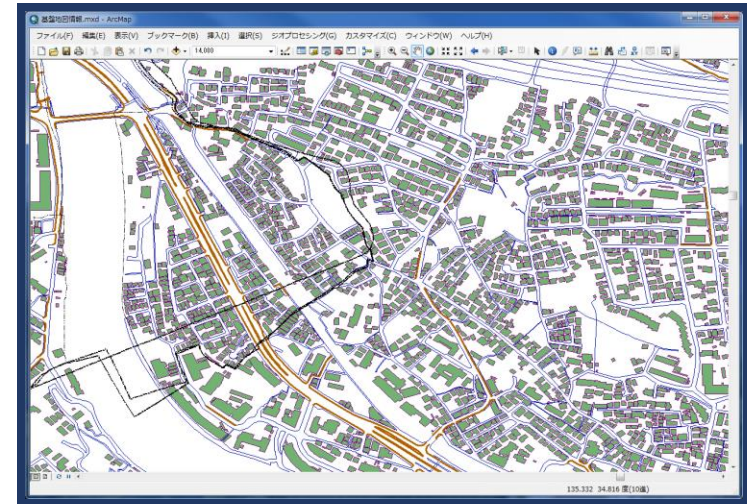 基盤地図情報.mxd - ArcMap
ファイル(F) 編集(E) 表示(V) ブックマーク(B) 挿入(I) 選択(S) ジオプロセシング(G) カスタマイズ(C) ウィンドウ(W) ヘルプ(H)
14,000
135.332 34.816 度(10進)